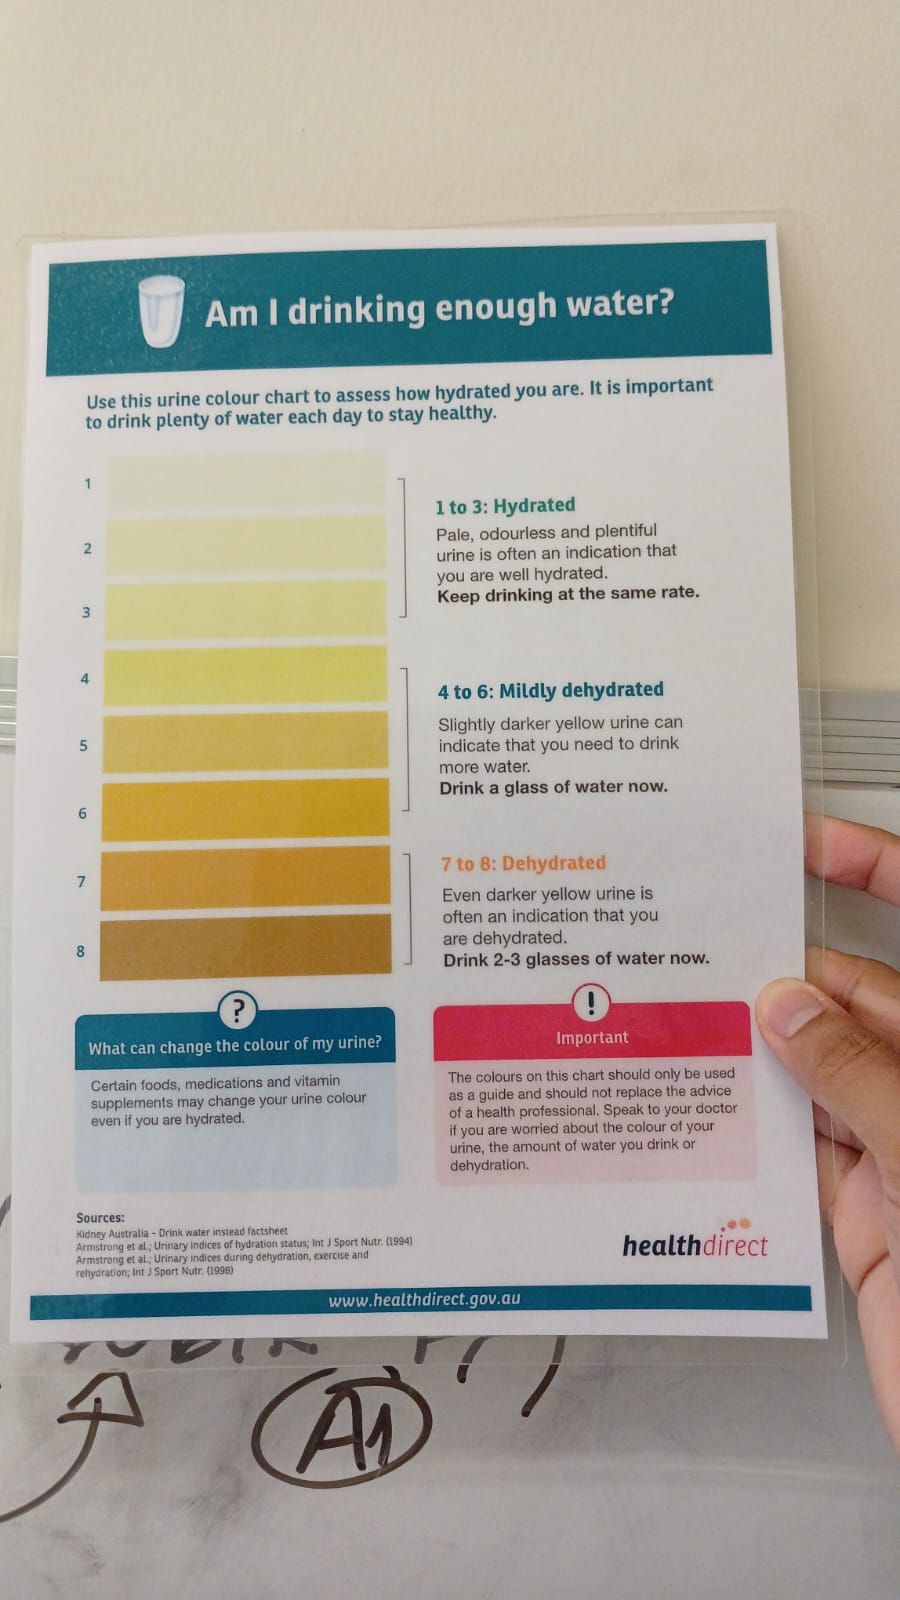 Am I drinking enough water?
Use this urine colour chart to assess how hydrated you are. It is important
to drink plenty of water each day to stay healthy.
1
2
3
4
5
6
7
8
1 to 3: Hydrated
Pale, odourless and plentiful
urine is often an indication that
you are well hydrated.
Keep drinking at the same rate.
4 to 6: Mildly dehydrated
Slightly darker yellow urine can
indicate that you need to drink
more water.
Drink a glass of water now.
7 to 8: Dehydrated
Even darker yellow urine is
often an indication that you
are dehydrated.
Drink 2-3 glasses of water now.
?
What can change the colour of my urine?
Certain foods, medications and vitamin
supplements may change your urine colour
even if you are hydrated.
!
Important
The colours on this chart should only be used
as a guide and should not replace the advice
of a health professional. Speak to your doctor
if you are worried about the colour of your
urine, the amount of water you drink or
dehydration.
Sources:
Kidney Australia - Drink water instead factsheet
Armstrong et al.; Urinary indices of hydration status; Int J Sport Nutr. (1994)
Armstrong et al.; Urinary indices during dehydration, exercise and
rehydration; Int J Sport Nutr. (1998)
healthdirect
www.healthdirect.gov.au
A1